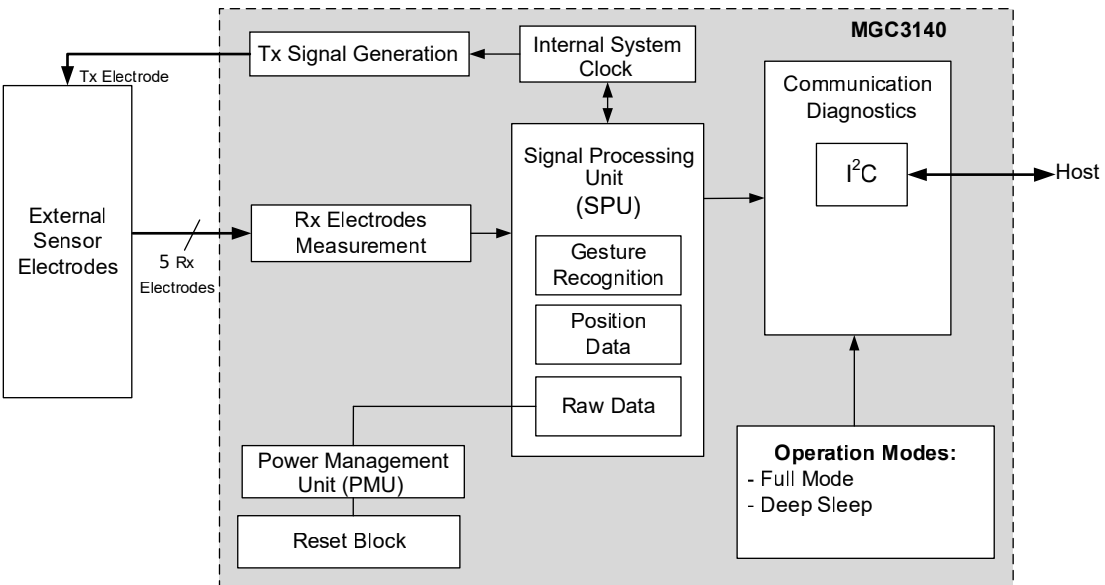 MGC3140
Tx Signal Generation
Internal System
Clock
Tx Electrode
Communication
Diagnostics
I²C
Host
Signal Processing
Unit
(SPU)
External
Sensor
Electrodes
5 Rx
Electrodes
Rx Electrodes
Measurement
Gesture
Recognition
Position
Data
Raw Data
Power Management
Unit (PMU)
Reset Block
Operation Modes:
- Full Mode
- Deep Sleep